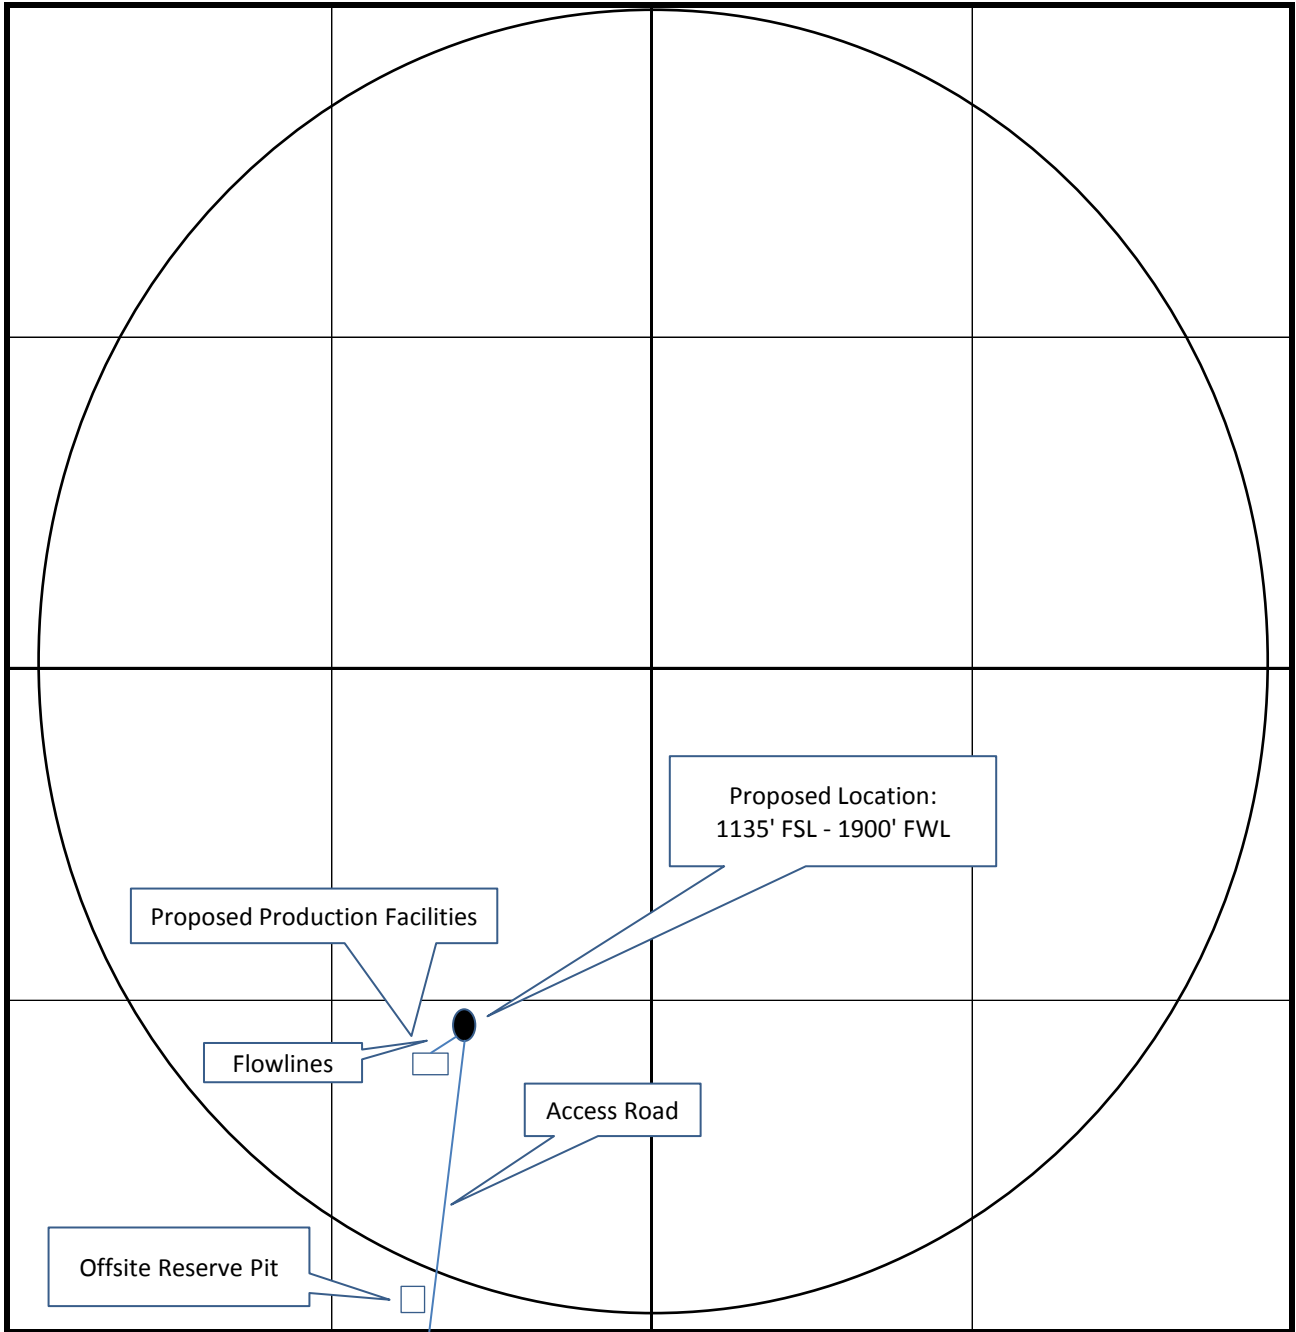 Proposed Location:
1135' FSL - 1900' FWL
Proposed Production Facilities
Flowlines
Access Road
Offsite Reserve Pit